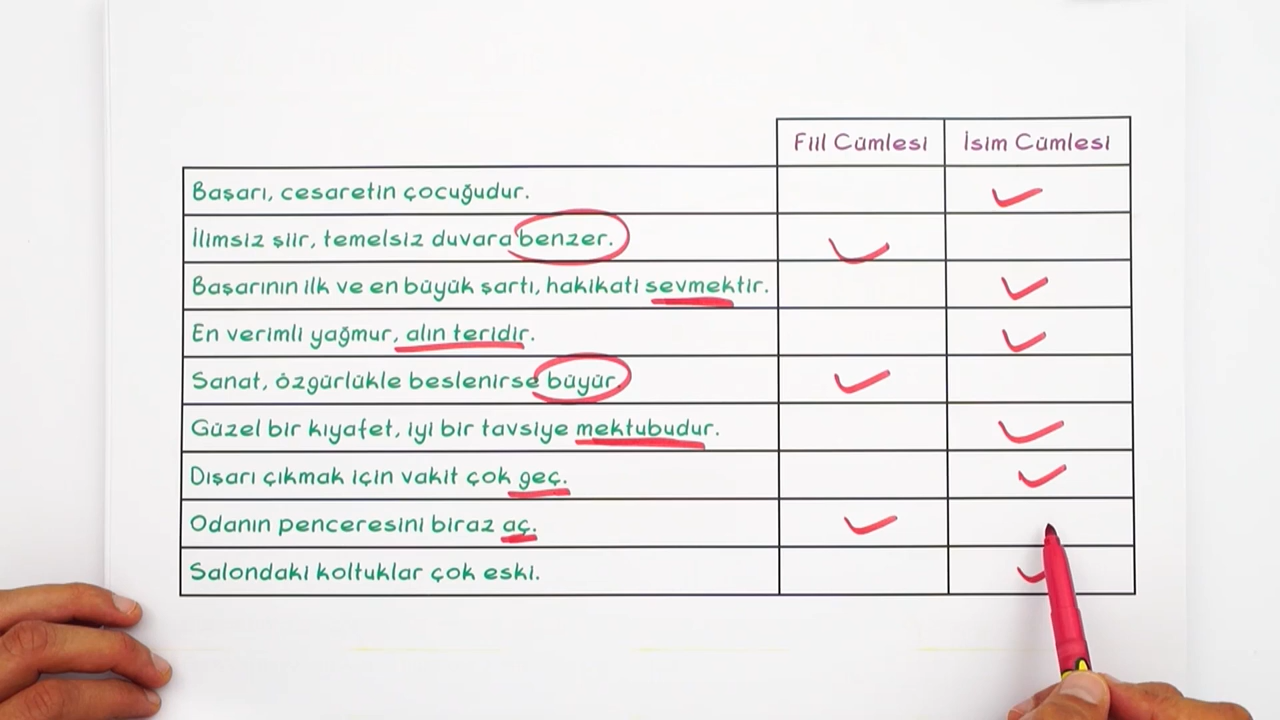 Fiil Cümlesi İsim Cümlesi
Başarı, cesaretin çocuğudur.
İlimsiz şiir, temelsiz duvara benzer.
Başarının ilk ve en büyük şartı, hakikati sevmektir.
En verimli yağmur, alın teridir.
Sanat, özgürlükle beslenirse büyür.
Güzel bir kıyafet, iyi bir tavsiye mektubudur.
Dışarı çıkmak için vakit çok geç.
Odanın penceresini biraz aç.
Salondaki koltuklar çok eski.